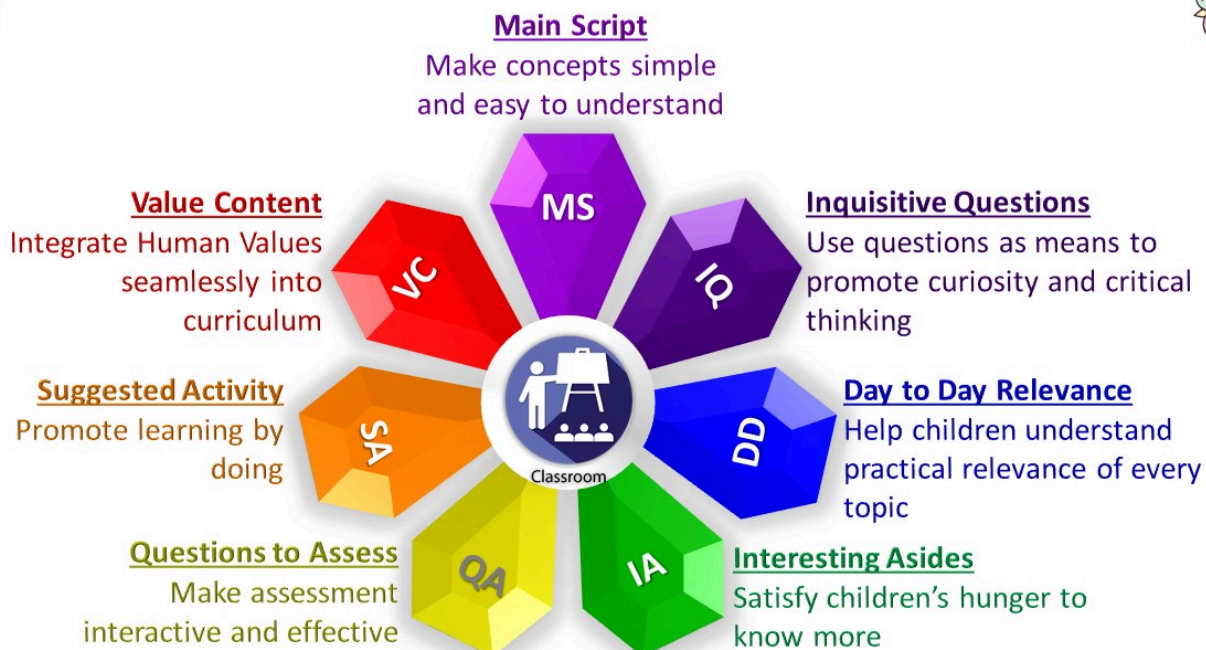 Main Script
Make concepts simple
and easy to understand
MS
Value Content
Integrate Human Values
seamlessly into
curriculum
VC
Inquisitive Questions
Use questions as means to
promote curiosity and critical
thinking
IQ
Suggested Activity
Promote learning by
doing
SA
Classroom
Day to Day Relevance
Help children understand
practical relevance of every
topic
DD
Questions to Assess
Make assessment
interactive and effective
QA
Interesting Asides
Satisfy children’s hunger to
know more
IA